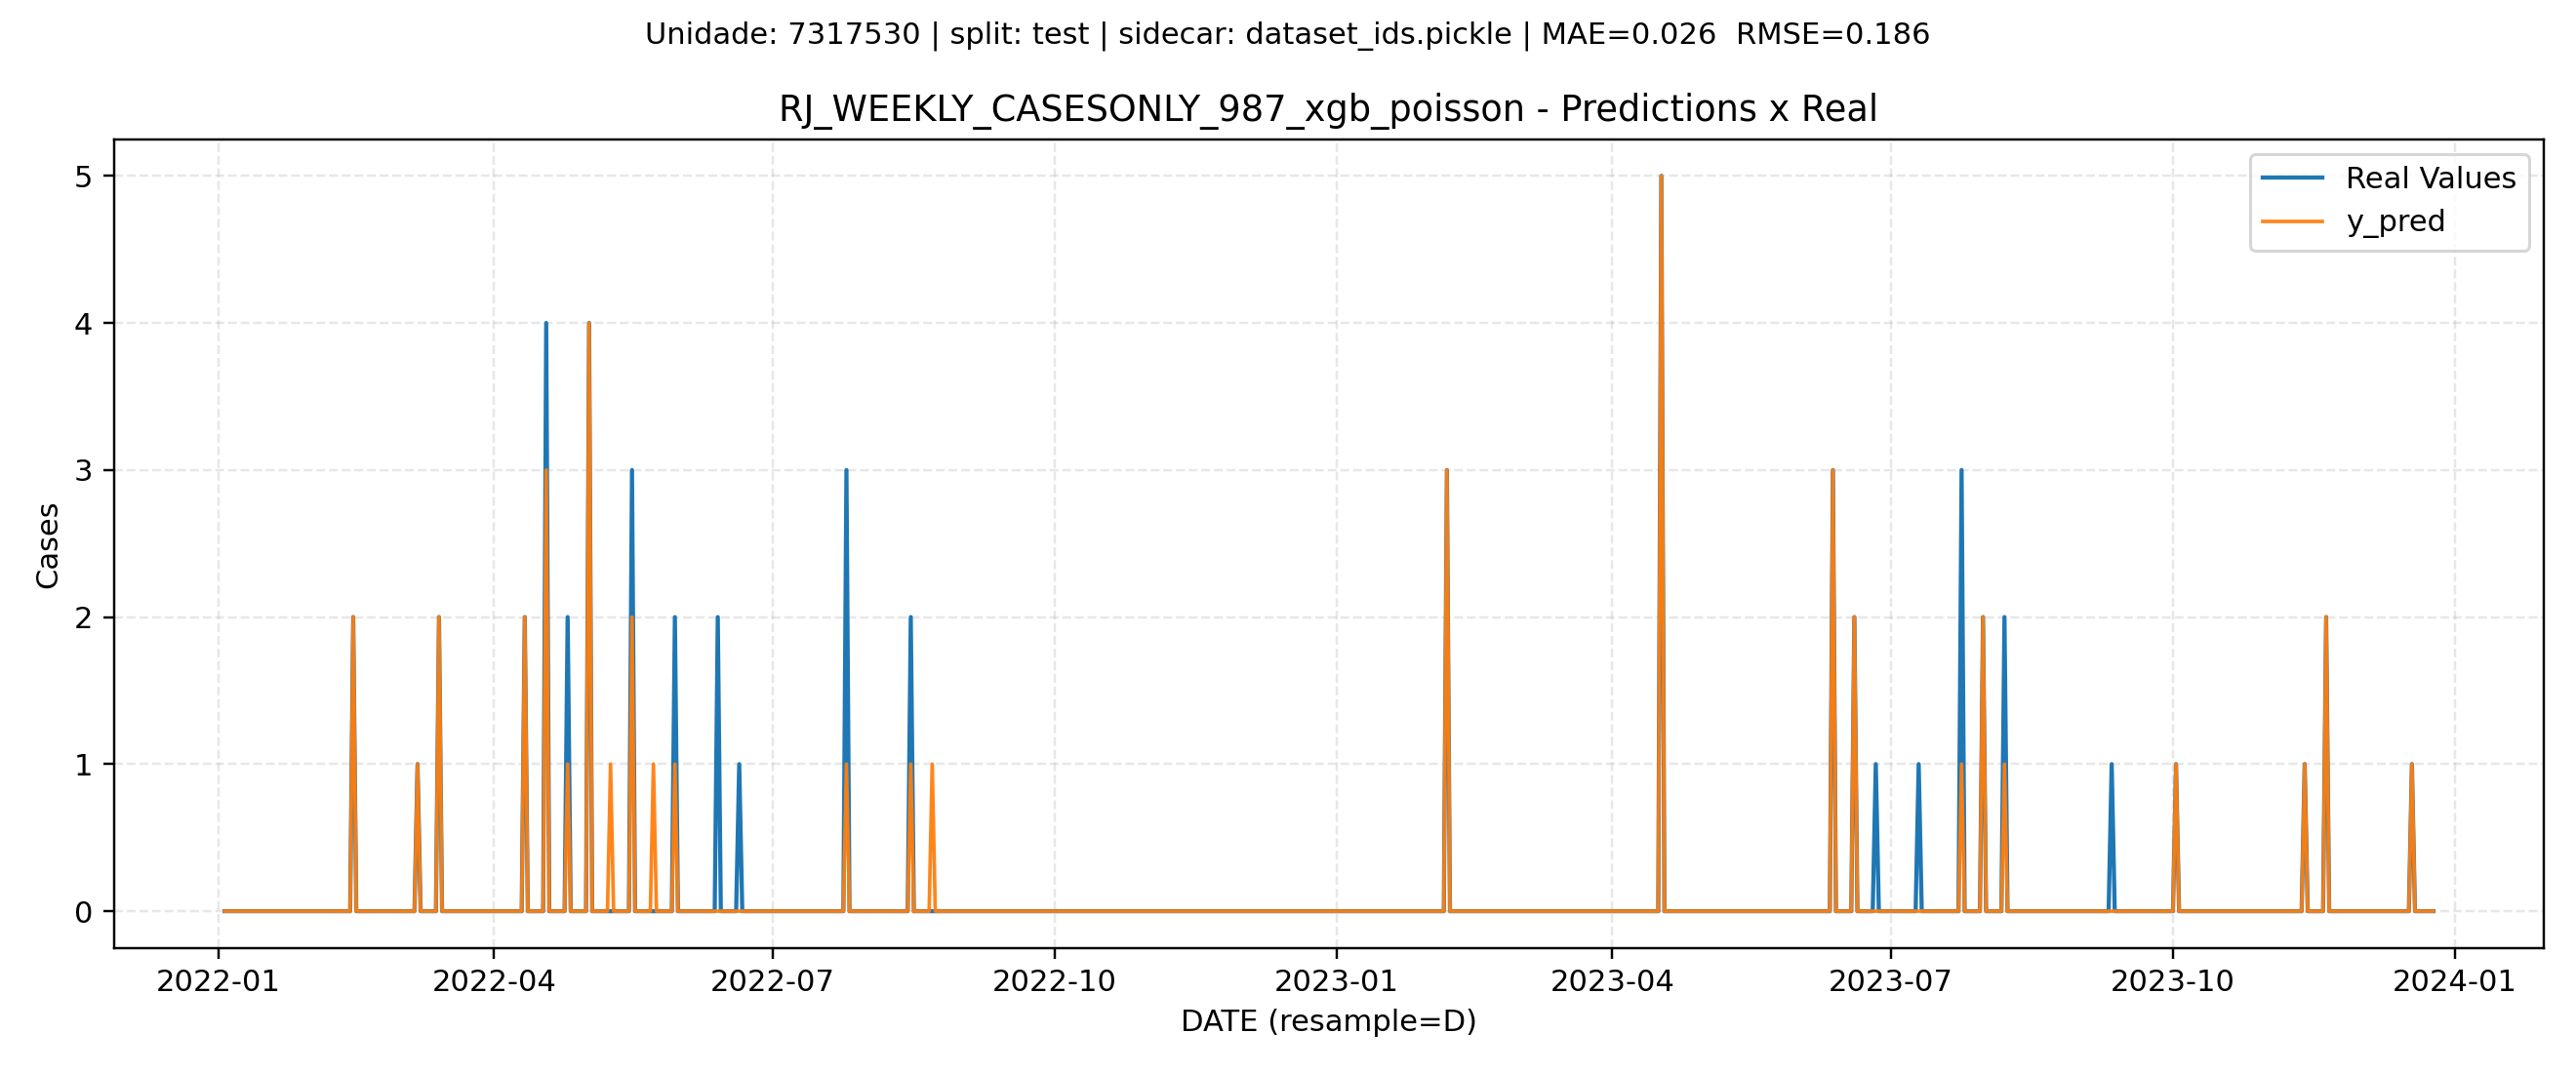 Unidade: 7317530 | split: test | sidecar: dataset_ids.pickle | MAE=0.026  RMSE=0.186
RJ_WEEKLY_CASESONLY_987_xgb_poisson - Predictions x Real
Real Values
y_pred
Cases
5
4
3
2
1
0
2022-01
2022-04
2022-07
2022-10
2023-01
2023-04
2023-07
2023-10
2024-01
DATE (resample=D)